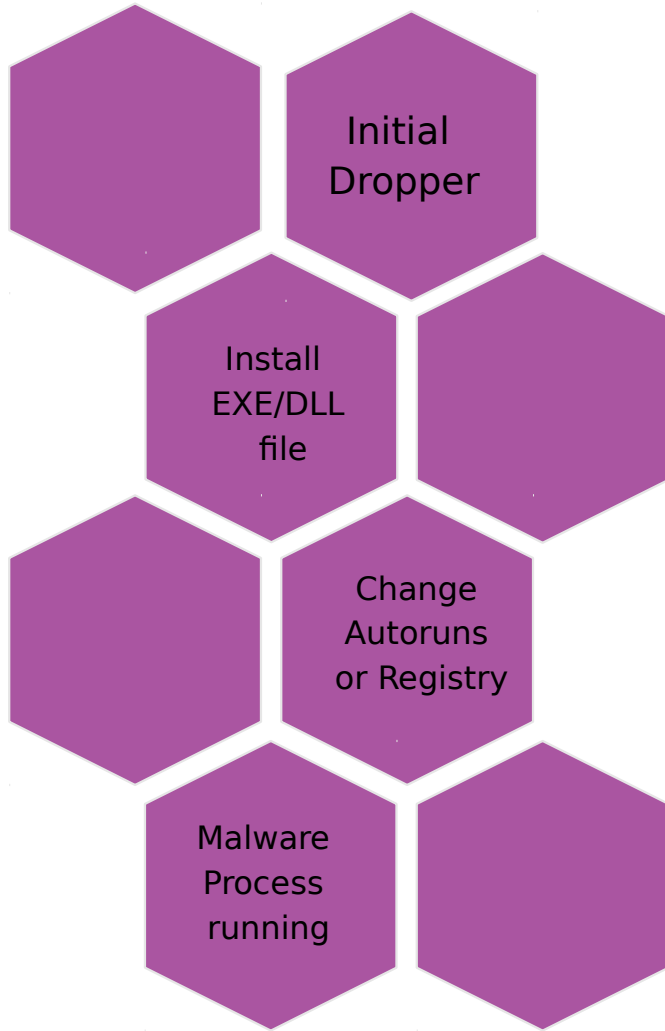 Initial
Dropper
Install
EXE/DLL
file
Change
Autoruns
or Registry
Malware
Process
running